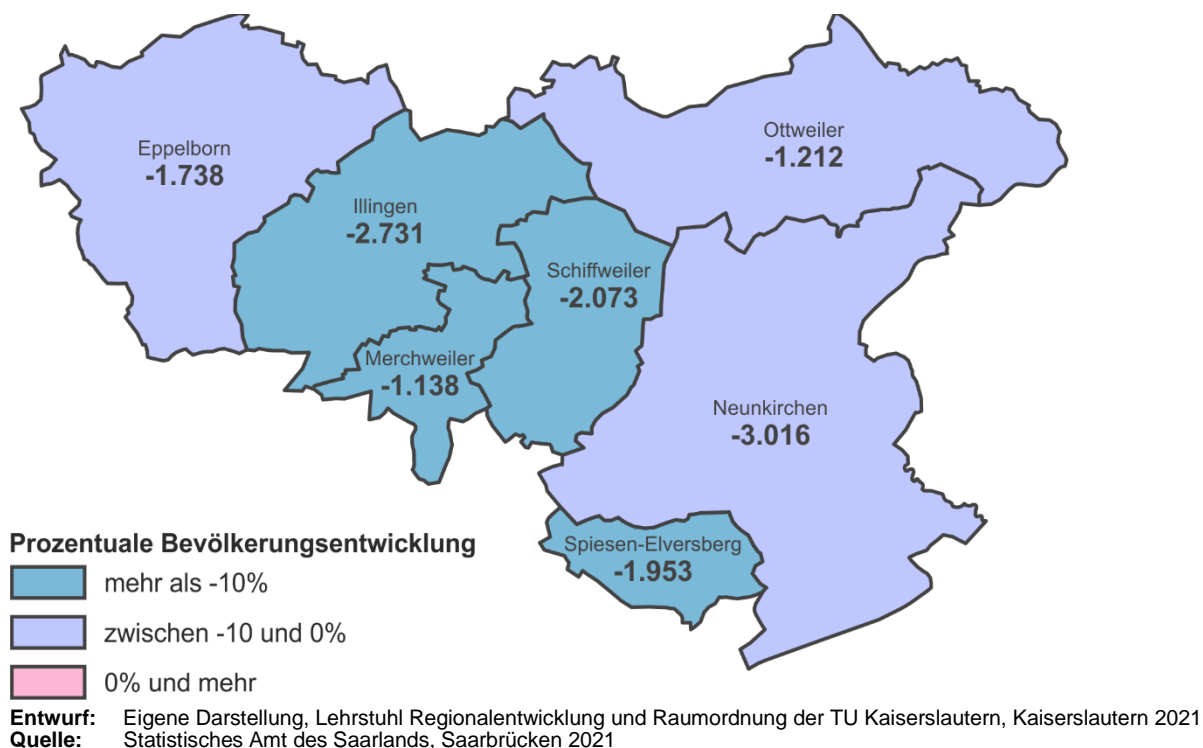 Eppelborn
-1.738
Ottweiler
-1.212
Illingen
-2.731
Schiffweiler
-2.073
Merchweiler
-1.138
Neunkirchen
-3.016
Spiesen-Elversberg
-1.953
Prozentuale Bevölkerungsentwicklung
mehr als -10%
zwischen -10 und 0%
0% und mehr
Entwurf: Eigene Darstellung, Lehrstuhl Regionalentwicklung und Raumordnung der TU Kaiserslautern, Kaiserslautern 2021
Quelle: Statistisches Amt des Saarlands, Saarbrücken 2021